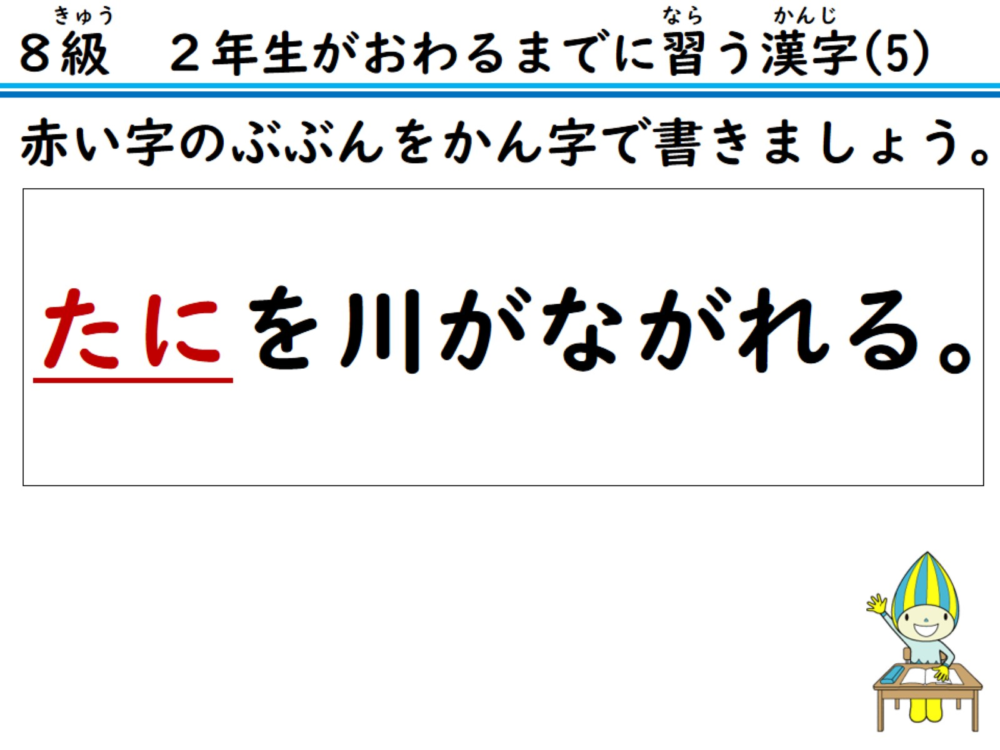 きゅう なら かんじ
８級　２年生がおわるまでに習う漢字(5)
赤い字のぶぶんをかん字で書きましょう。
たにを川がながれる。